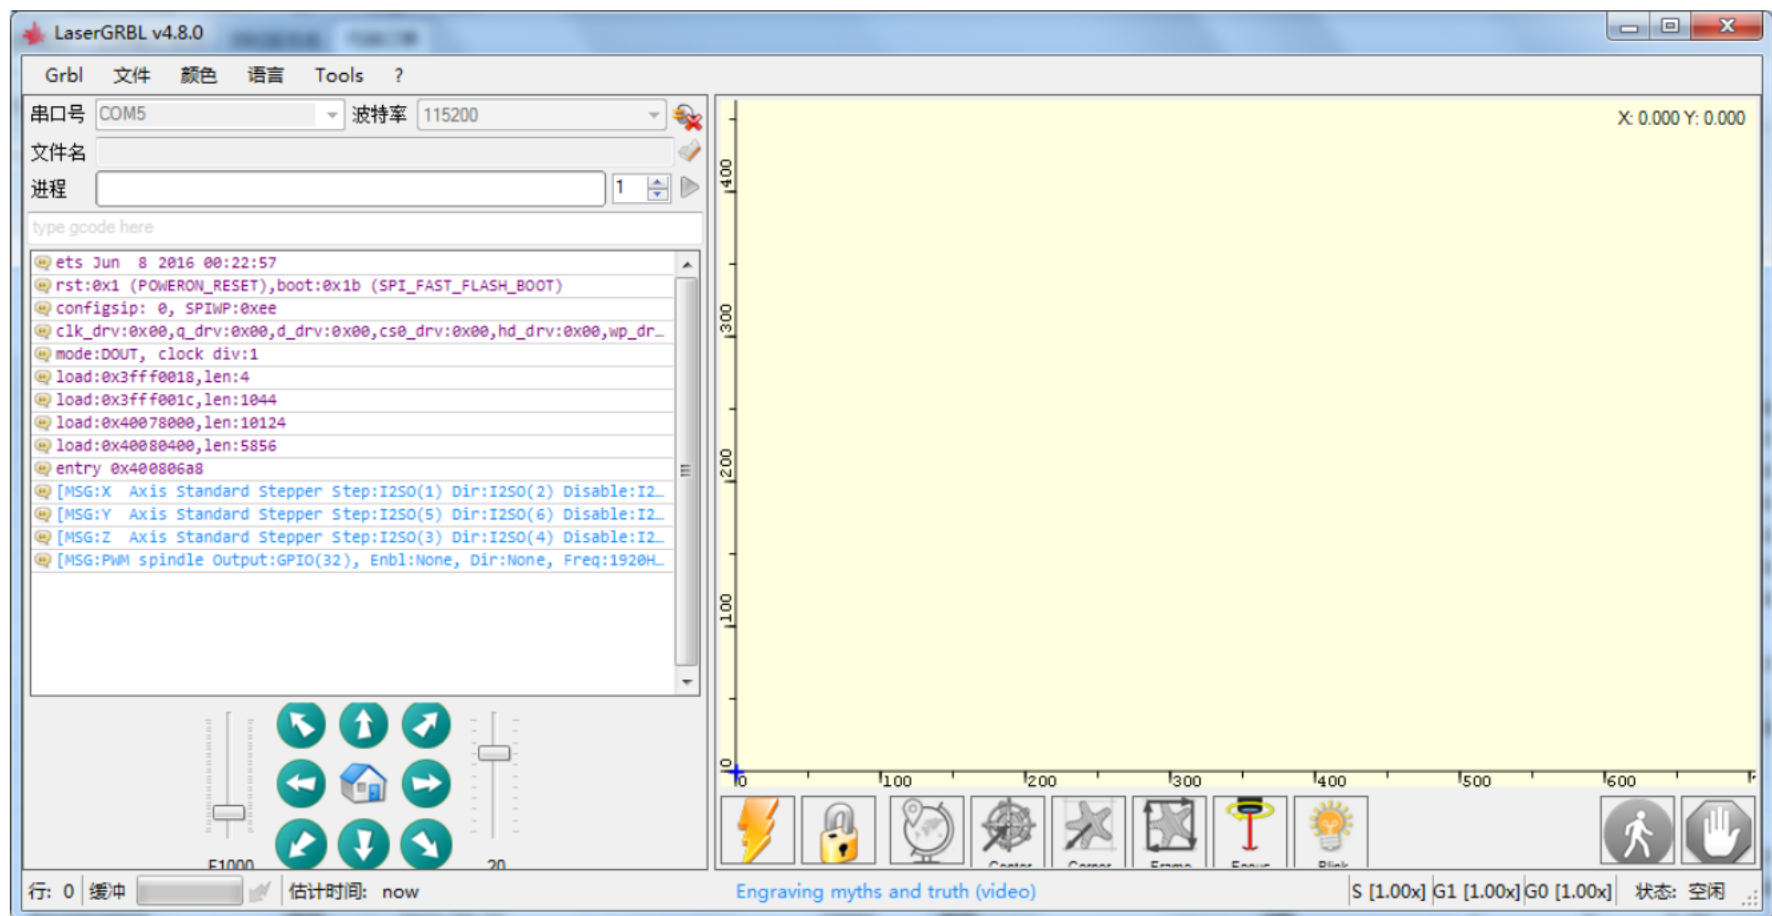 LaserGRBL v4.8.0
Grbl 文件 颜色 语言 Tools ?
串口号 COM5 波特率 115200
文件名
进程 1
type gcode here
ets Jun 8 2016 00:22:57
rst:0x1 (POWERON_RESET),boot:0x1b (SPI_FAST_FLASH_BOOT)
configsip: 0, SPIWP:0xee
clk_drv:0x00,q_drv:0x00,d_drv:0x00,cs0_drv:0x00,hd_drv:0x00,wp_dr…
mode:DOUT, clock div:1
load:0x3fff0018,len:4
load:0x3fff001c,len:1044
load:0x40078000,len:10124
load:0x40080400,len:5856
entry 0x400806a8
[MSG:X Axis Standard Stepper Step:I2SO(1) Dir:I2SO(2) Disable:I2…
[MSG:Y Axis Standard Stepper Step:I2SO(5) Dir:I2SO(6) Disable:I2…
[MSG:Z Axis Standard Stepper Step:I2SO(3) Dir:I2SO(4) Disable:I2…
[MSG:PWM spindle Output:GPIO(32), Enbl:None, Dir:None, Freq:1920H…
F1000 20
X: 0.000 Y: 0.000
400
300
200
100
0
0 100 200 300 400 500 600
Center Corner Frame Focus Blink
行: 0 缓冲 估计时间: now
Engraving myths and truth (video)
S [1.00x] G1 [1.00x] G0 [1.00x] 状态: 空闲